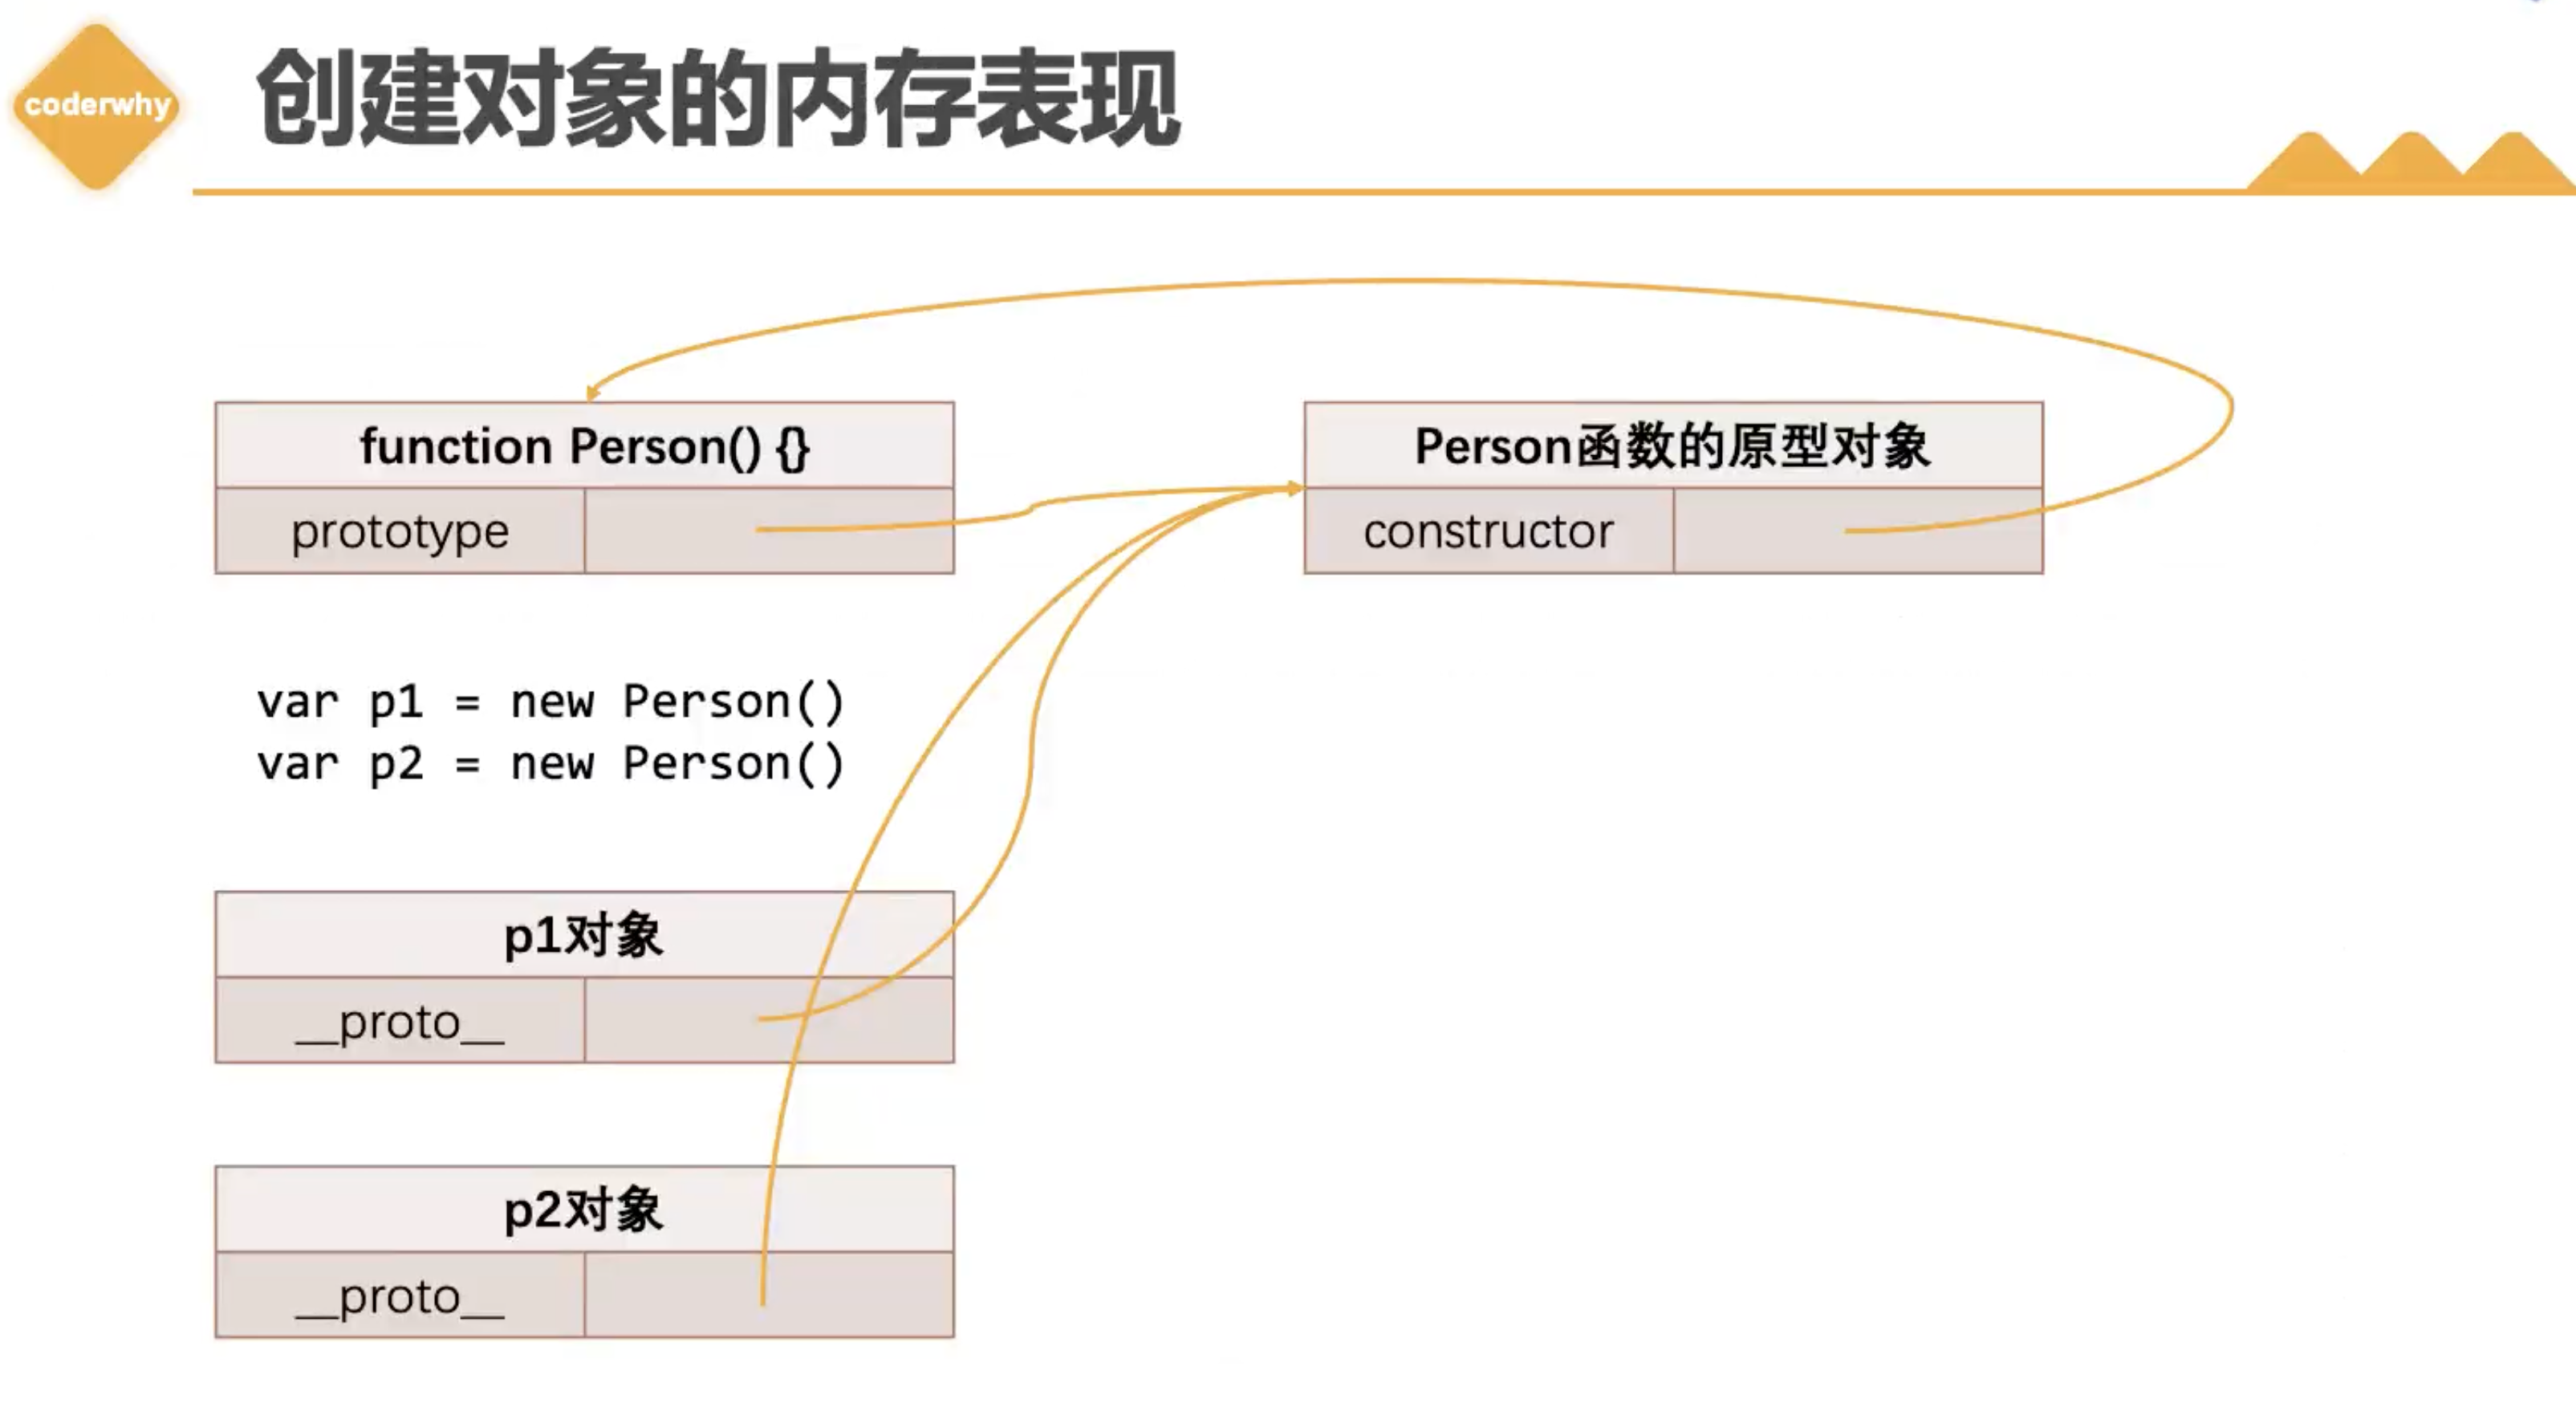 coderwhy
创建对象的内存表现
function Person() {}
prototype
Person函数的原型对象
constructor
var p1 = new Person()
var p2 = new Person()
p1对象
__proto__
p2对象
__proto__